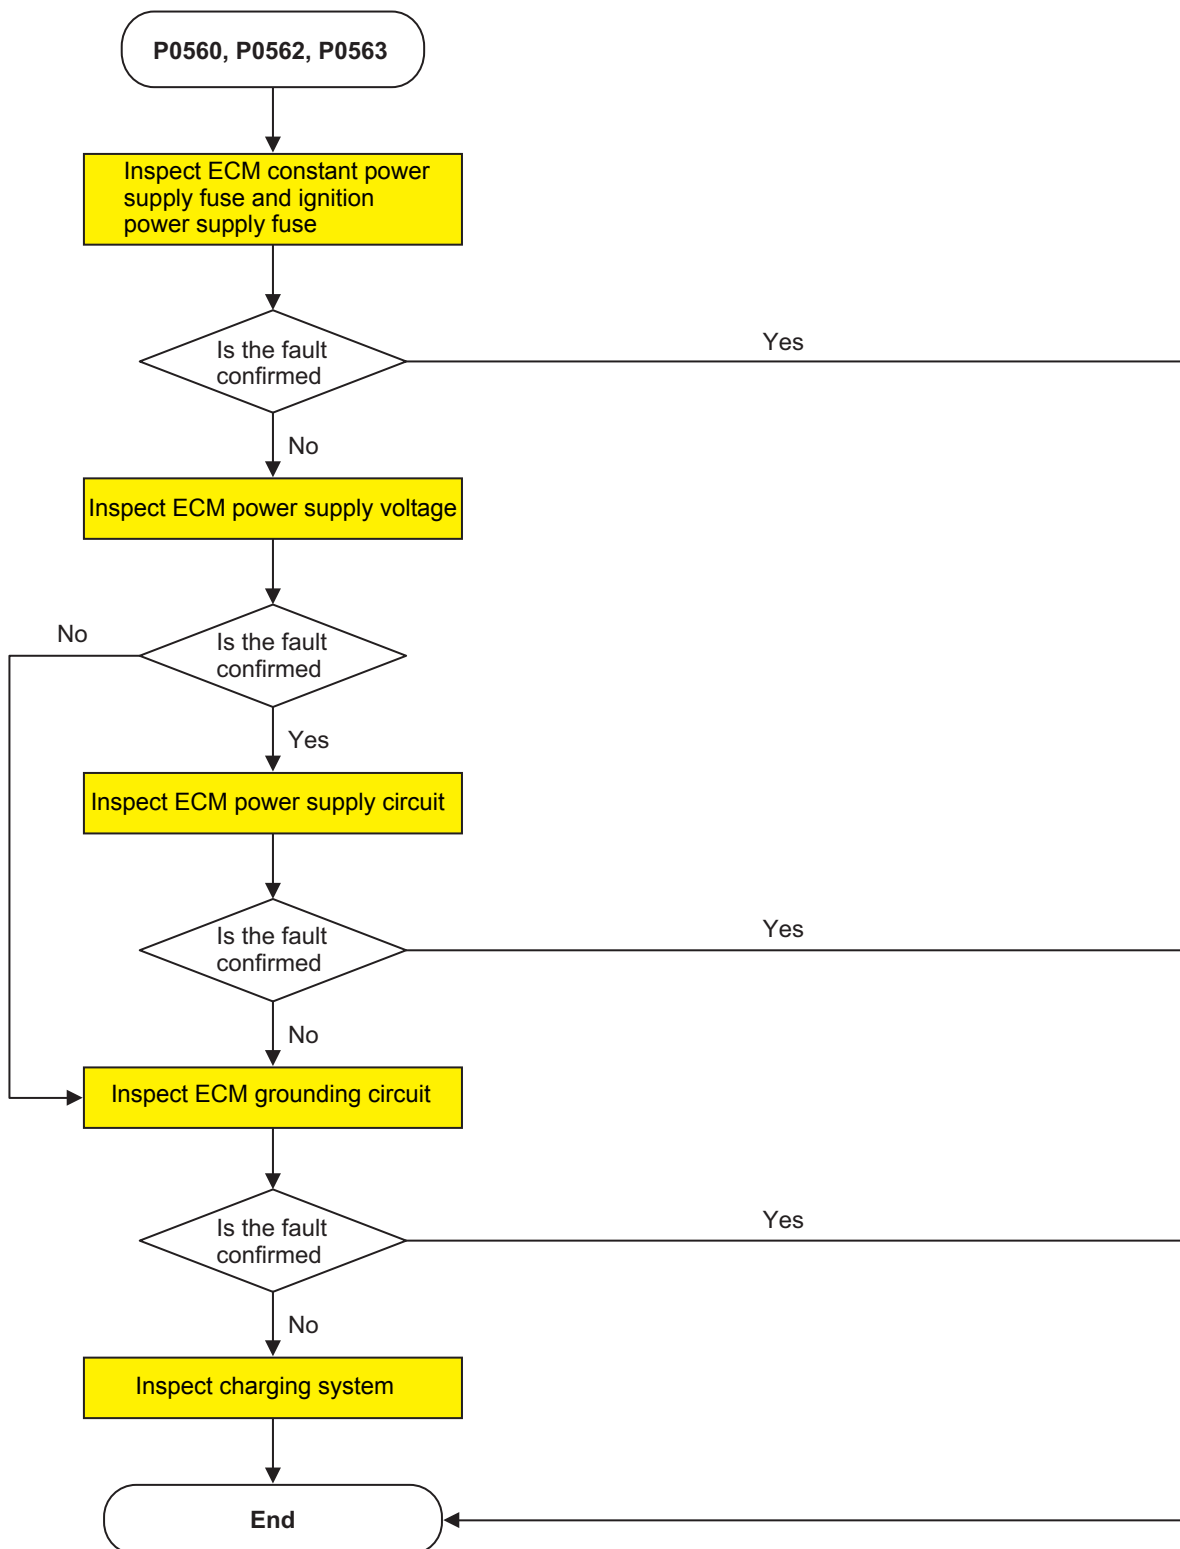 P0560, P0562, P0563
Inspect ECM constant power
supply fuse and ignition
power supply fuse
Is the fault
confirmed
Yes
No
Inspect ECM power supply voltage
No
Is the fault
confirmed
Yes
Inspect ECM power supply circuit
Is the fault
confirmed
Yes
No
Inspect ECM grounding circuit
Is the fault
confirmed
Yes
No
Inspect charging system
End